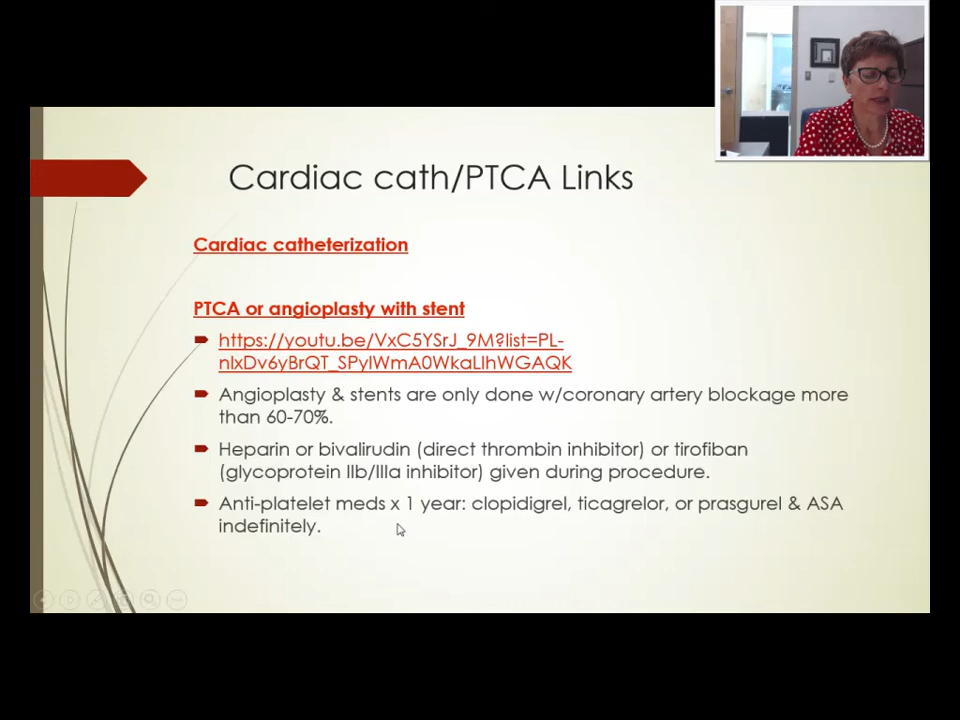 Cardiac cath/PTCA Links
Cardiac catheterization
PTCA or angioplasty with stent
https://youtu.be/VxC5YSrJ_9M?list=PL-
nlxDv6yBrQT_SPylWmA0WkaLIhWGAQK
Angioplasty & stents are only done w/coronary artery blockage more
than 60-70%.
Heparin or bivalirudin (direct thrombin inhibitor) or tirofiban
(glycoprotein IIb/IIIa inhibitor) given during procedure.
Anti-platelet meds x 1 year: clopidigrel, ticagrelor, or prasgurel & ASA
indefinitely.